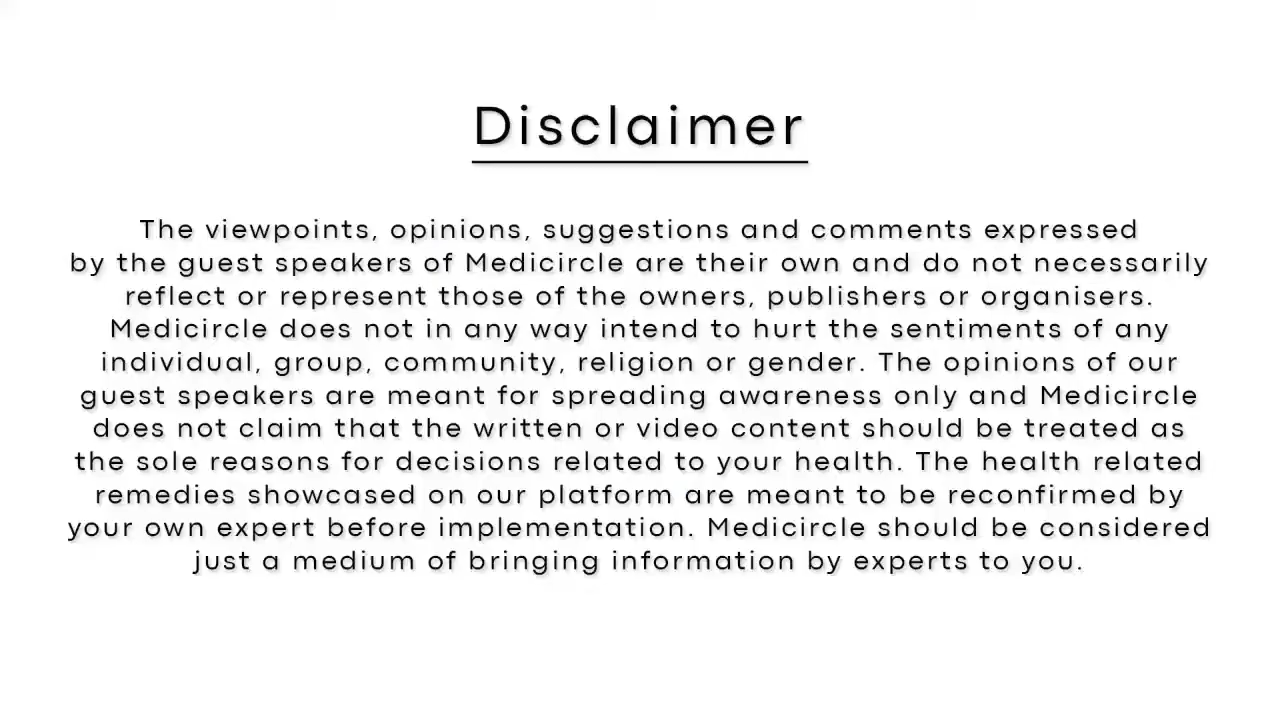 Disclaimer
The viewpoints, opinions, suggestions and comments expressed
by the guest speakers of Medicircle are their own and do not necessarily
reflect or represent those of the owners, publishers or organisers.
Medicircle does not in any way intend to hurt the sentiments of any
individual, group, community, religion or gender. The opinions of our
guest speakers are meant for spreading awareness only and Medicircle
does not claim that the written or video content should be treated as
the sole reasons for decisions related to your health. The health related
remedies showcased on our platform are meant to be reconfirmed by
your own expert before implementation. Medicircle should be considered
just a medium of bringing information by experts to you.